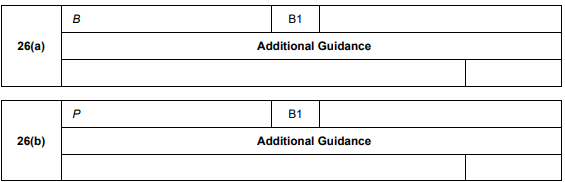 B B1
26(a) Additional Guidance
P B1
26(b) Additional Guidance